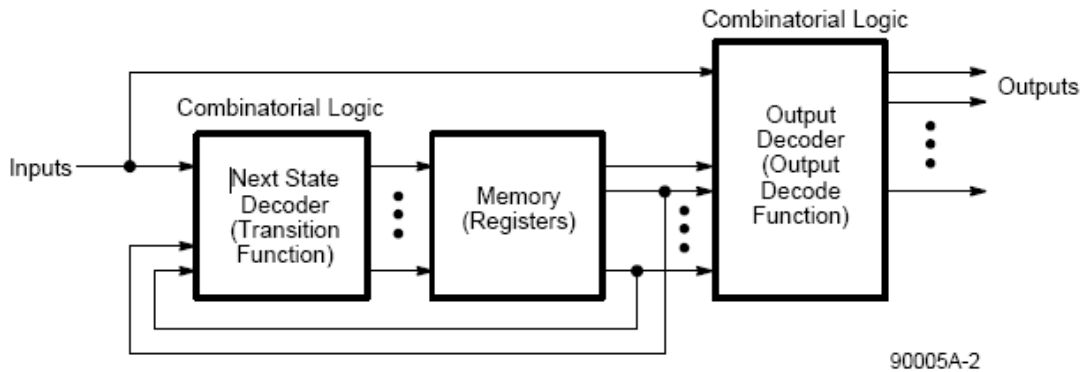 Combinatorial Logic
Combinatorial Logic
Outputs
Inputs
Next State
Decoder
(Transition
Function)
Memory
(Registers)
Output
Decoder
(Output
Decode
Function)
90005A-2